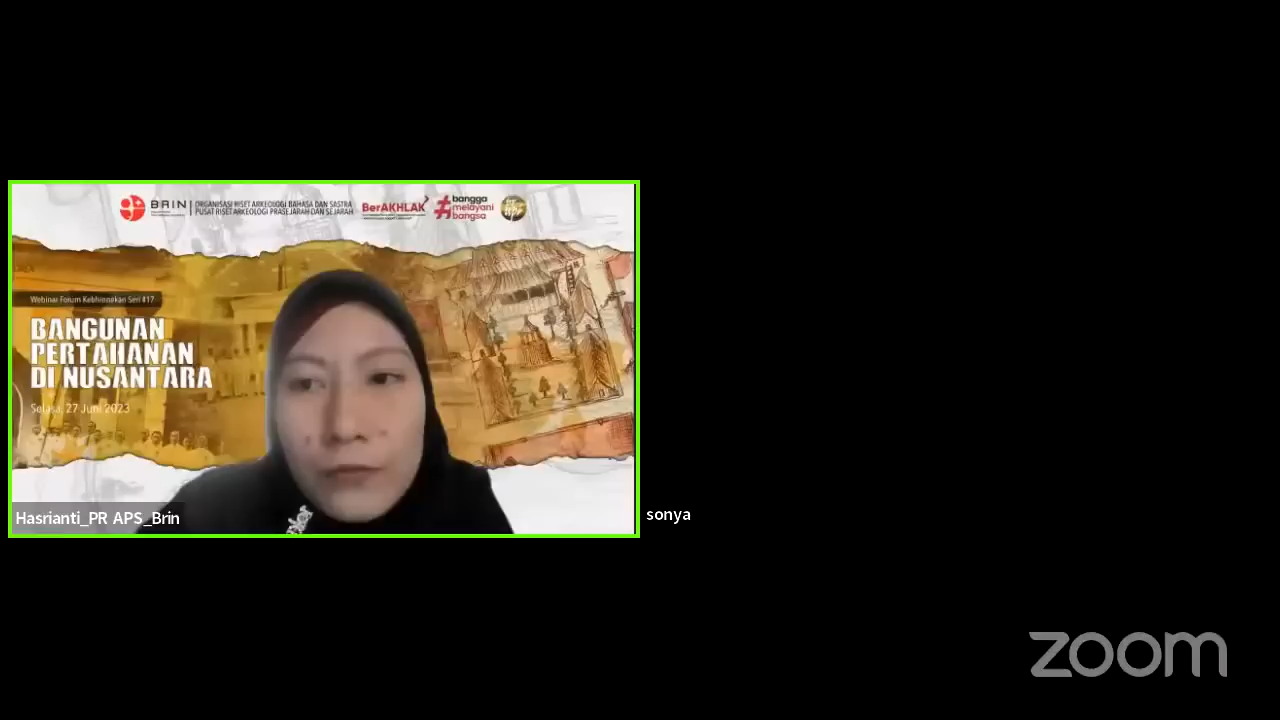 BRIN
ORGANISASI RISET ARKEOLOGI BAHASA DAN SASTRA
PUSAT RISET ARKEOLOGI PRASEJARAH DAN SEJARAH
BerAKHLAK
#bangga
melayani
bangsa
Webinar Forum Kebhinnekan Seri #17
BANGUNAN
PERTAHANAN
DI NUSANTARA
Selasa, 27 Juni 2023
Hasrianti_PR APS_Brin
sonya
zoom